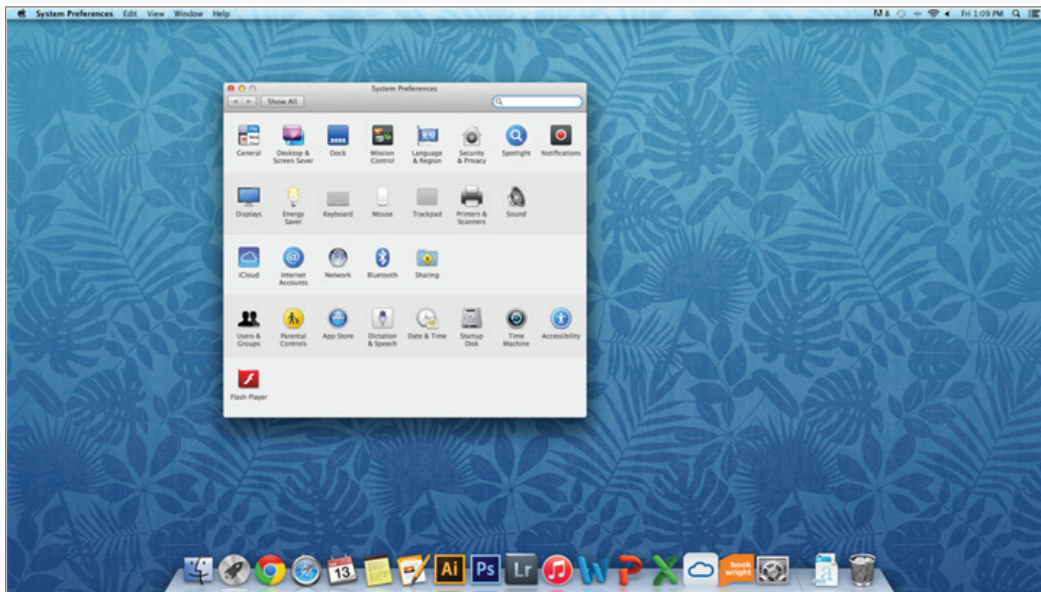 System Preferences Edit View Window Help
8
Fri 1:09 PM
System Preferences
Show All
General
Desktop &
Screen Saver
Dock
Mission
Control
Language
& Region
Security
& Privacy
Spotlight
Notifications
Displays
Energy
Saver
Keyboard
Mouse
Trackpad
Printers &
Scanners
Sound
iCloud
Internet
Accounts
Network
Bluetooth
Sharing
Users &
Groups
Parental
Controls
App Store
Dictation
& Speech
Date & Time
Startup
Disk
Time
Machine
Accessibility
Flash Player
13
Ai
Ps
Lr
W
P
X
book
wright
a